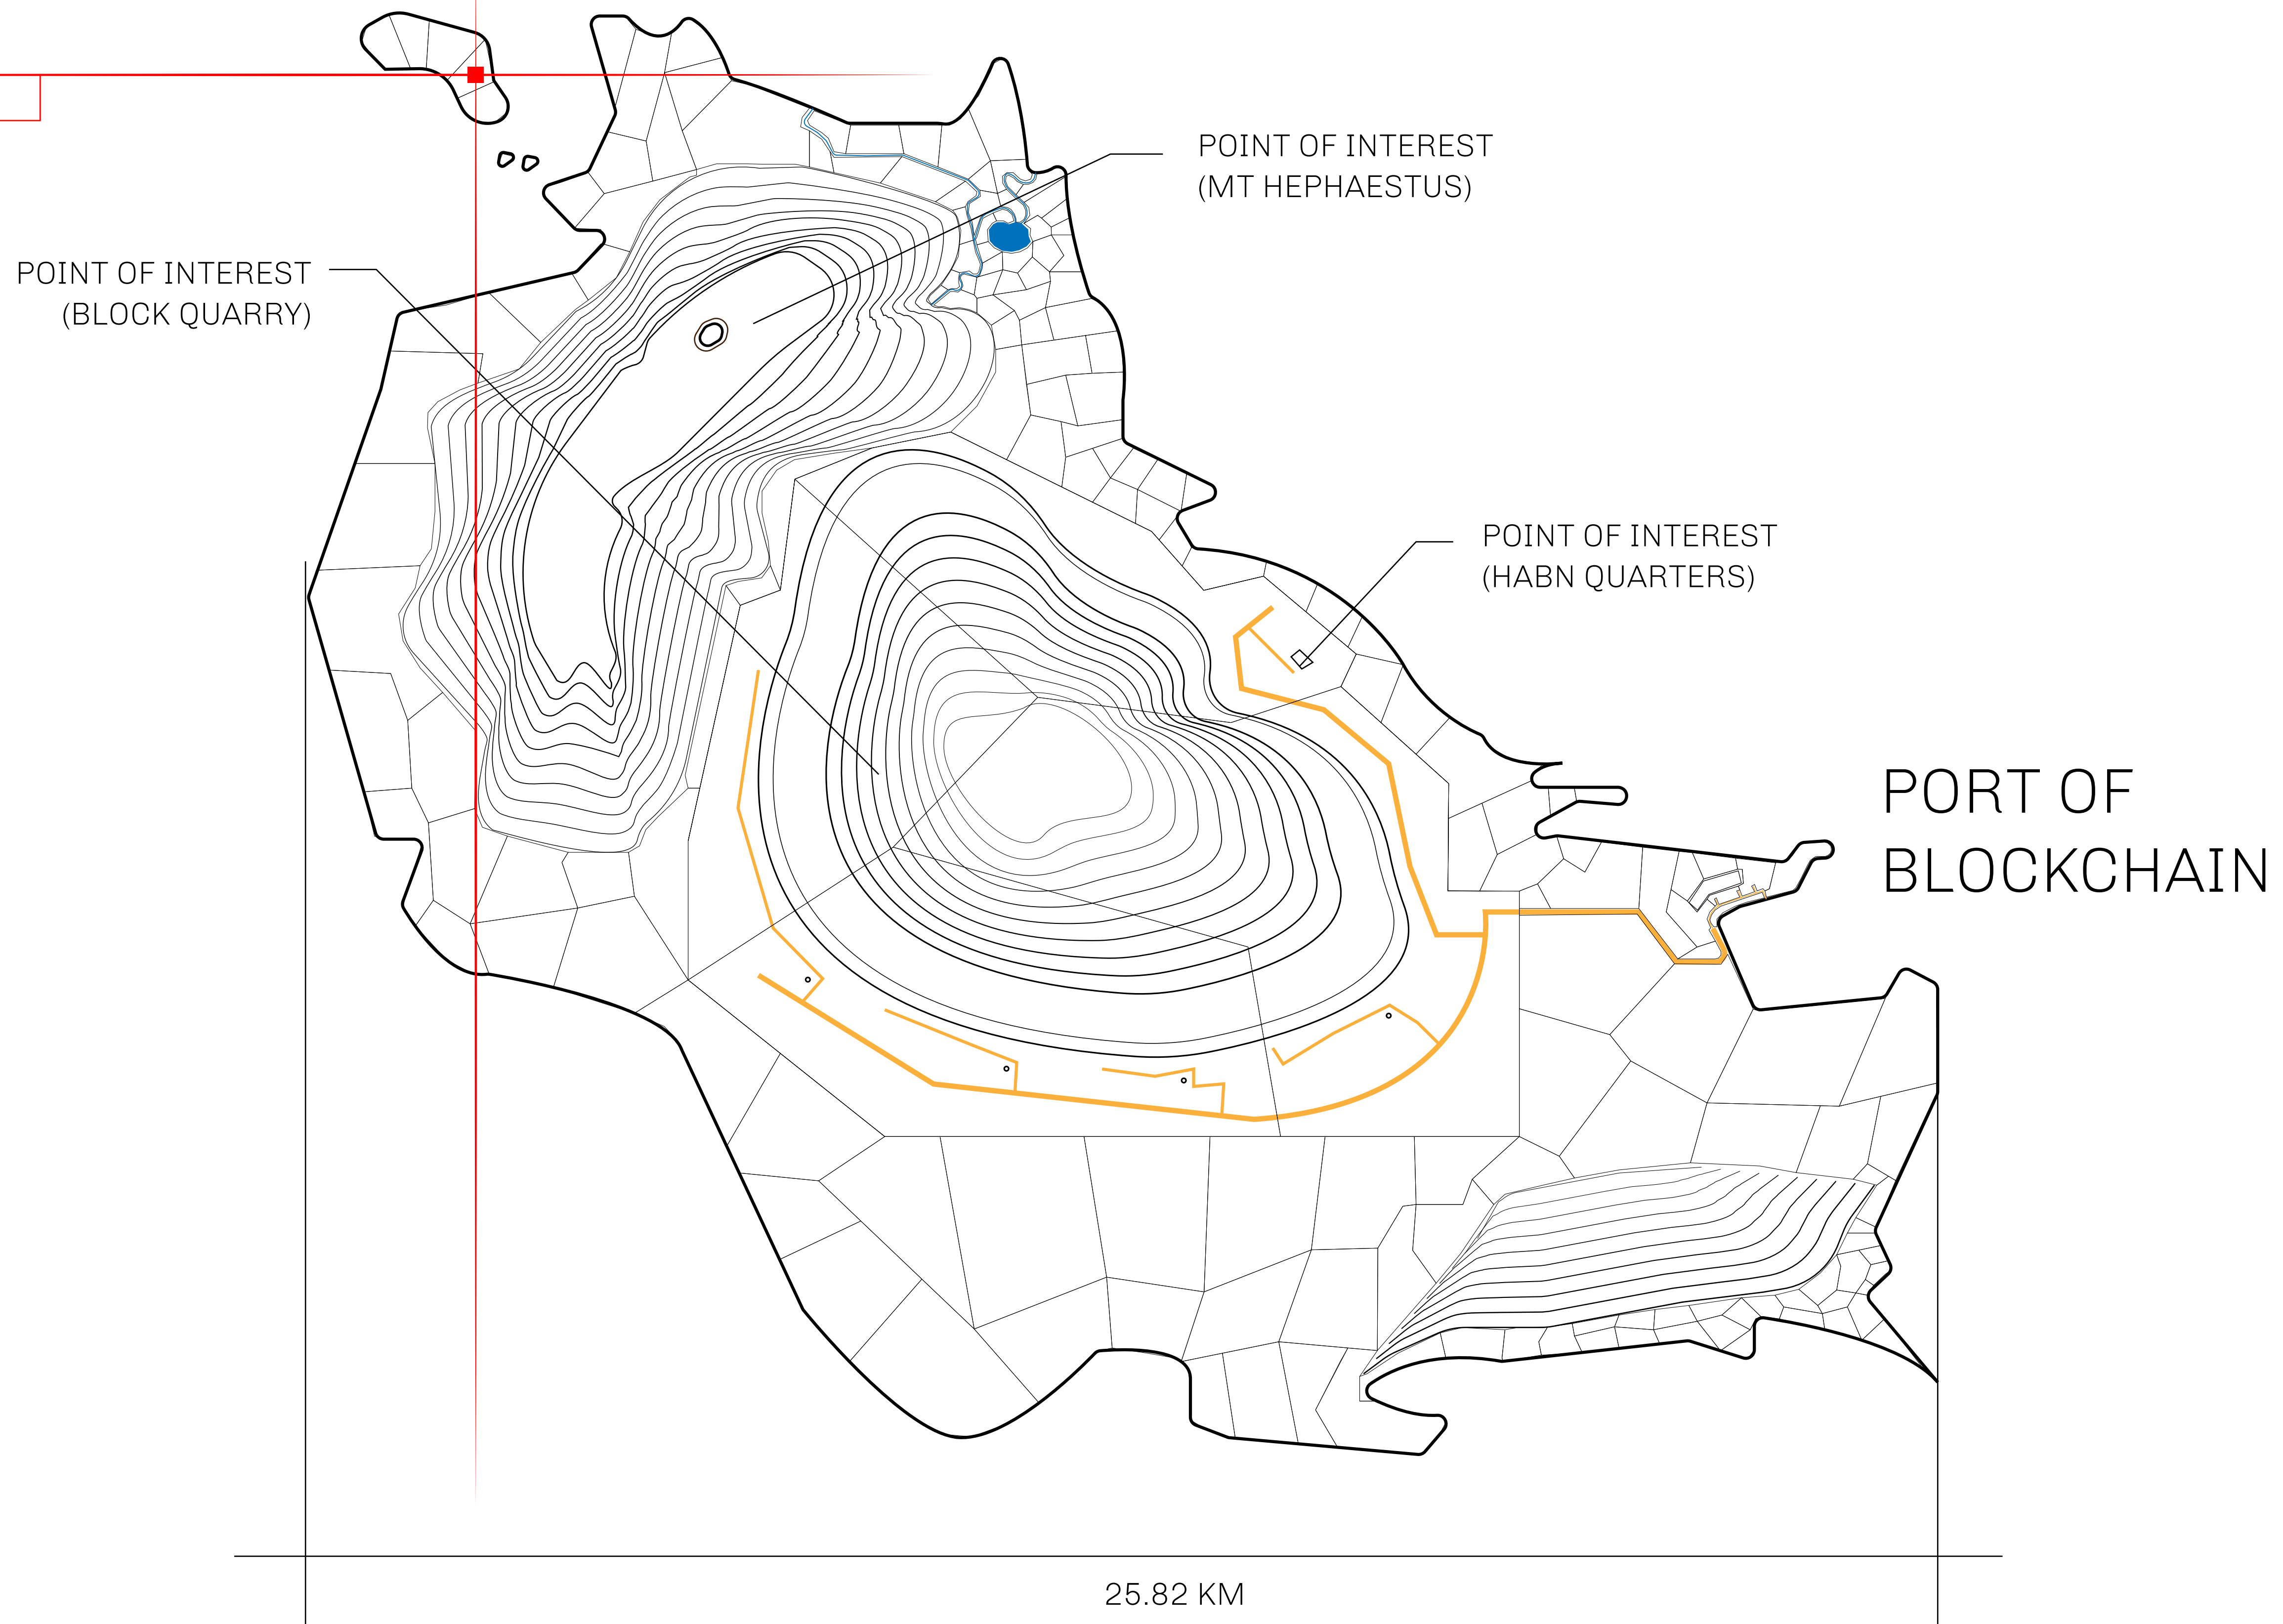 POINT OF INTEREST
(MT HEPHAESTUS)
POINT OF INTEREST
(BLOCK QUARRY)
POINT OF INTEREST
(HABN QUARTERS)
PORT OF
BLOCKCHAIN
25.82 KM